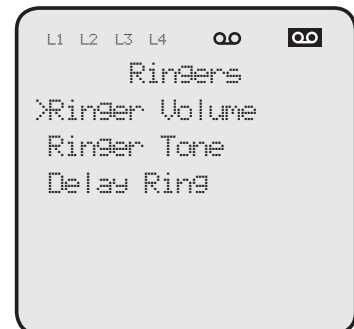 L1 L2 L3 L4
Ringers
>Ringer Volume
Ringer Tone
Delay Ring